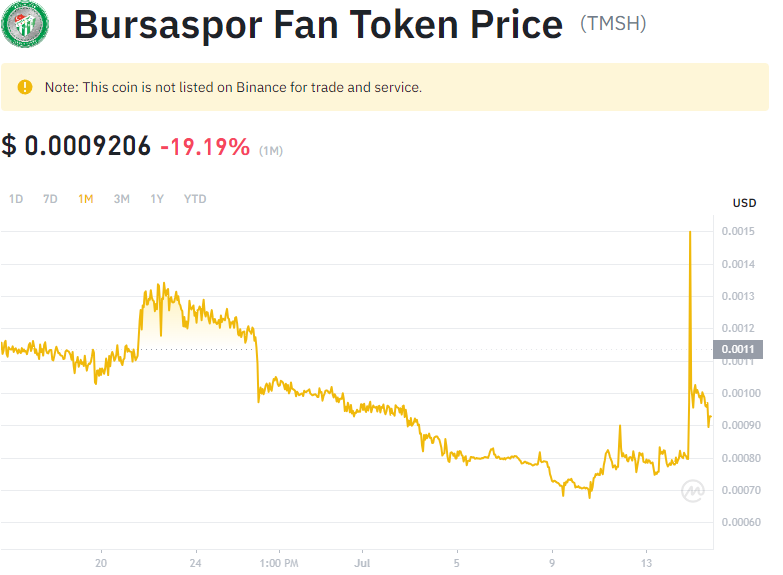 Bursaspor Fan Token Price (TMSH)
Note: This coin is not listed on Binance for trade and service.
$ 0.0009206 -19.19% (1M)
1D 7D 1M 3M 1Y YTD
USD
0.0015
0.0014
0.0013
0.0012
0.0011
0.0011
0.00100
0.00090
0.00080
0.00070
0.00060
20 24 1:00 PM Jul 5 9 13